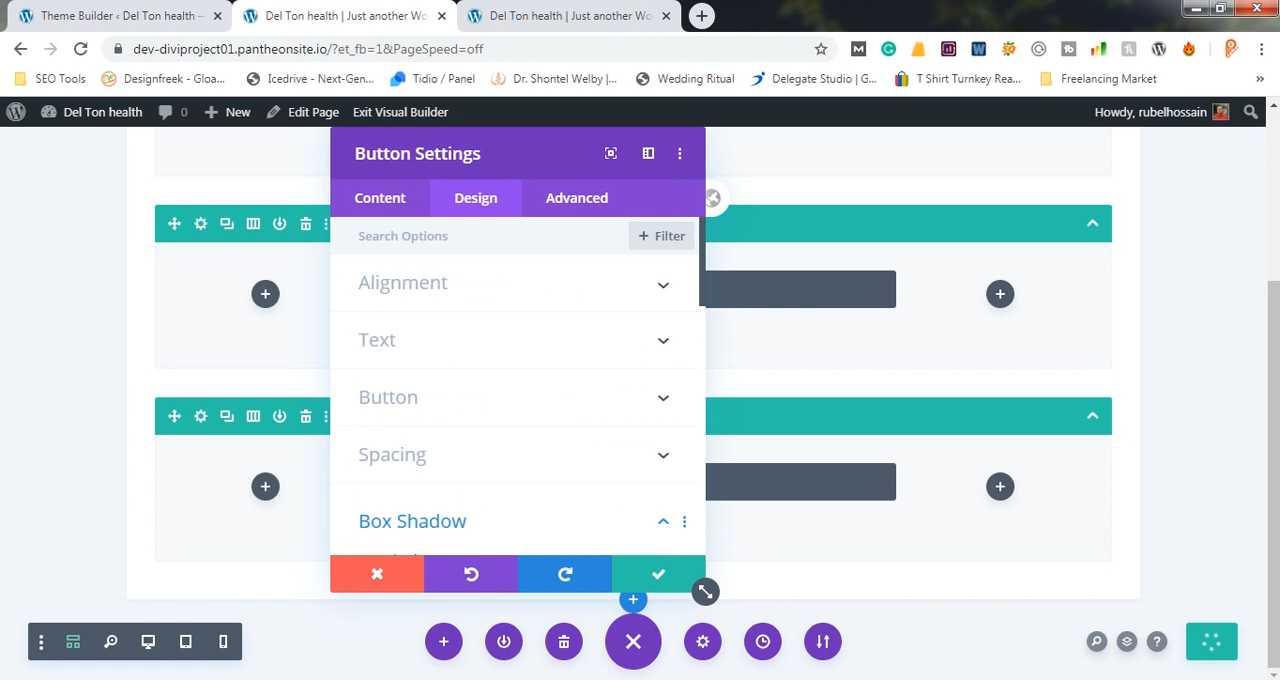 Theme Builder ‹ Del Ton health —
Del Ton health | Just another Wo
Del Ton health | Just another Wo
dev-diviproject01.pantheonsite.io/?et_fb=1&PageSpeed=off
SEO Tools
Designfreek - Gloa...
Icedrive - Next-Gen...
Tidio / Panel
Dr. Shontel Welby |...
Wedding Ritual
Delegate Studio | G...
T Shirt Turnkey Rea...
Freelancing Market
Del Ton health
0
New
Edit Page
Exit Visual Builder
Howdy, rubelhossain
Button Settings
Content
Design
Advanced
Search Options
+ Filter
Alignment
Text
Button
Spacing
Box Shadow